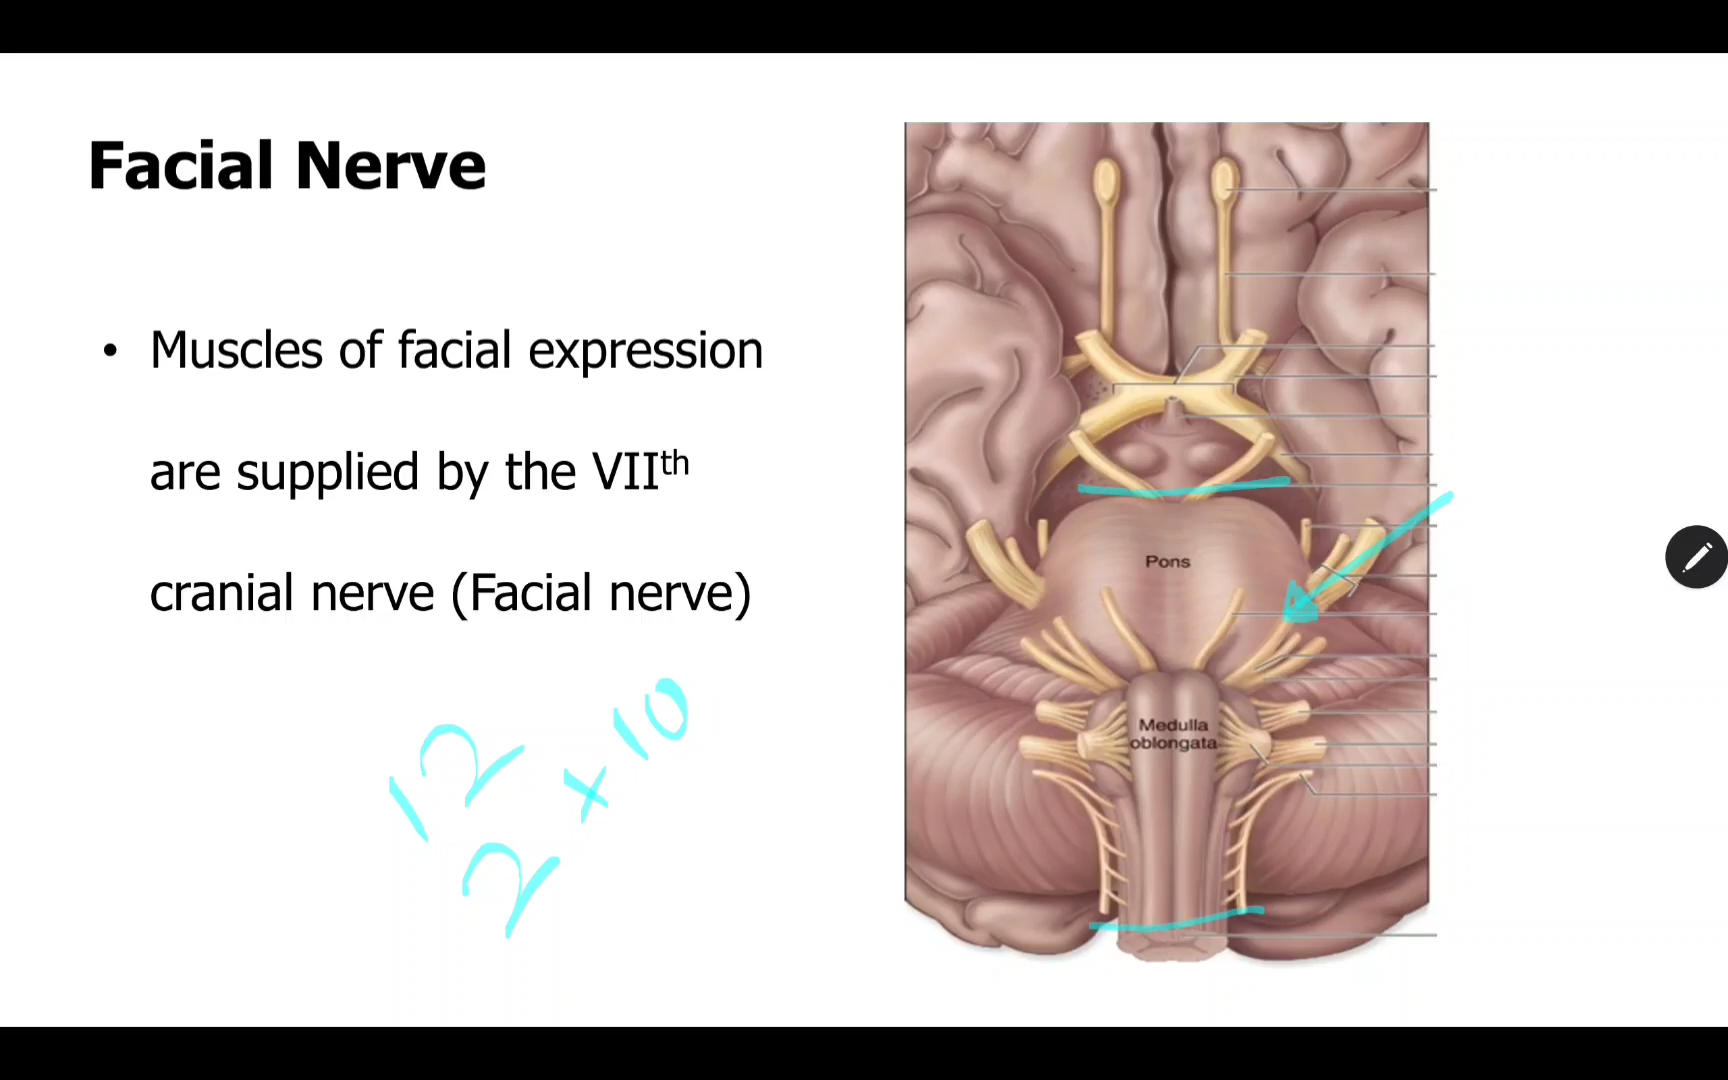 Facial Nerve
• Muscles of facial expression
are supplied by the VIIth
cranial nerve (Facial nerve)
12
2 + 10
Pons
Medulla
oblongata